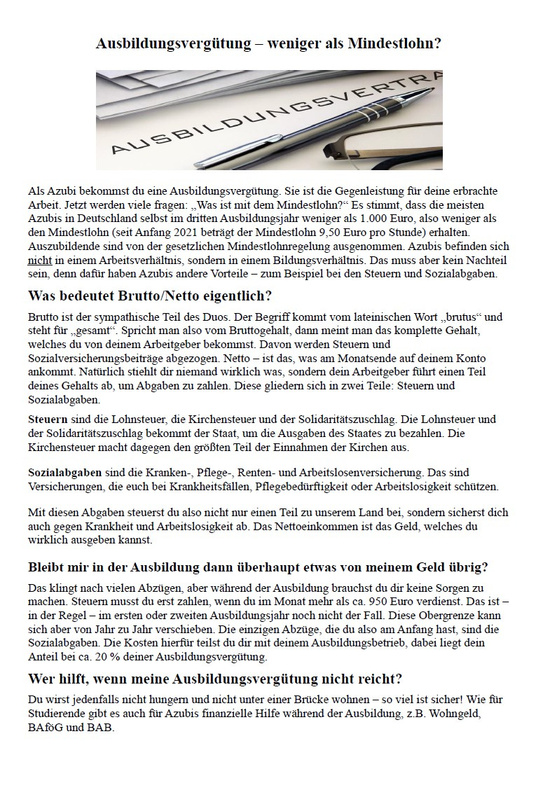 Ausbildungsvergütung – weniger als Mindestlohn?
AUSBILDUNGSVERTRA
Als Azubi bekommst du eine Ausbildungsvergütung. Sie ist die Gegenleistung für deine erbrachte
Arbeit. Jetzt werden viele fragen: „Was ist mit dem Mindestlohn?“ Es stimmt, dass die meisten
Azubis in Deutschland selbst im dritten Ausbildungsjahr weniger als 1.000 Euro, also weniger als
den Mindestlohn (seit Anfang 2021 beträgt der Mindestlohn 9,50 Euro pro Stunde) erhalten.
Auszubildende sind von der gesetzlichen Mindestlohnregelung ausgenommen. Azubis befinden sich
nicht in einem Arbeitsverhältnis, sondern in einem Bildungsverhältnis. Das muss aber kein Nachteil
sein, denn dafür haben Azubis andere Vorteile – zum Beispiel bei den Steuern und Sozialabgaben.
Was bedeutet Brutto/Netto eigentlich?
Brutto ist der sympathische Teil des Duos. Der Begriff kommt vom lateinischen Wort „brutus“ und
steht für „gesamt“. Spricht man also vom Bruttogehalt, dann meint man das komplette Gehalt,
welches du von deinem Arbeitgeber bekommst. Davon werden Steuern und
Sozialversicherungsbeiträge abgezogen. Netto – ist das, was am Monatsende auf deinem Konto
ankommt. Natürlich stiehlt dir niemand wirklich was, sondern dein Arbeitgeber führt einen Teil
deines Gehalts ab, um Abgaben zu zahlen. Diese gliedern sich in zwei Teile: Steuern und
Sozialabgaben.
Steuern sind die Lohnsteuer, die Kirchensteuer und der Solidaritätszuschlag. Die Lohnsteuer und
der Solidaritätszuschlag bekommt der Staat, um die Ausgaben des Staates zu bezahlen. Die
Kirchensteuer macht dagegen den größten Teil der Einnahmen der Kirchen aus.
Sozialabgaben sind die Kranken-, Pflege-, Renten- und Arbeitslosenversicherung. Das sind
Versicherungen, die euch bei Krankheitsfällen, Pflegebedürftigkeit oder Arbeitslosigkeit schützen.
Mit diesen Abgaben steuerst du also nicht nur einen Teil zu unserem Land bei, sondern sicherst dich
auch gegen Krankheit und Arbeitslosigkeit ab. Das Nettoeinkommen ist das Geld, welches du
wirklich ausgeben kannst.
Bleibt mir in der Ausbildung dann überhaupt etwas von meinem Geld übrig?
Das klingt nach vielen Abzügen, aber während der Ausbildung brauchst du dir keine Sorgen zu
machen. Steuern musst du erst zahlen, wenn du im Monat mehr als ca. 950 Euro verdienst. Das ist –
in der Regel – im ersten oder zweiten Ausbildungsjahr noch nicht der Fall. Diese Obergrenze kann
sich aber von Jahr zu Jahr verschieben. Die einzigen Abzüge, die du also am Anfang hast, sind die
Sozialabgaben. Die Kosten hierfür teilst du dir mit deinem Ausbildungsbetrieb, dabei liegt dein
Anteil bei ca. 20 % deiner Ausbildungsvergütung.
Wer hilft, wenn meine Ausbildungsvergütung nicht reicht?
Du wirst jedenfalls nicht hungern und nicht unter einer Brücke wohnen – so viel ist sicher! Wie für
Studierende gibt es auch für Azubis finanzielle Hilfe während der Ausbildung, z.B. Wohngeld,
BAföG und BAB.